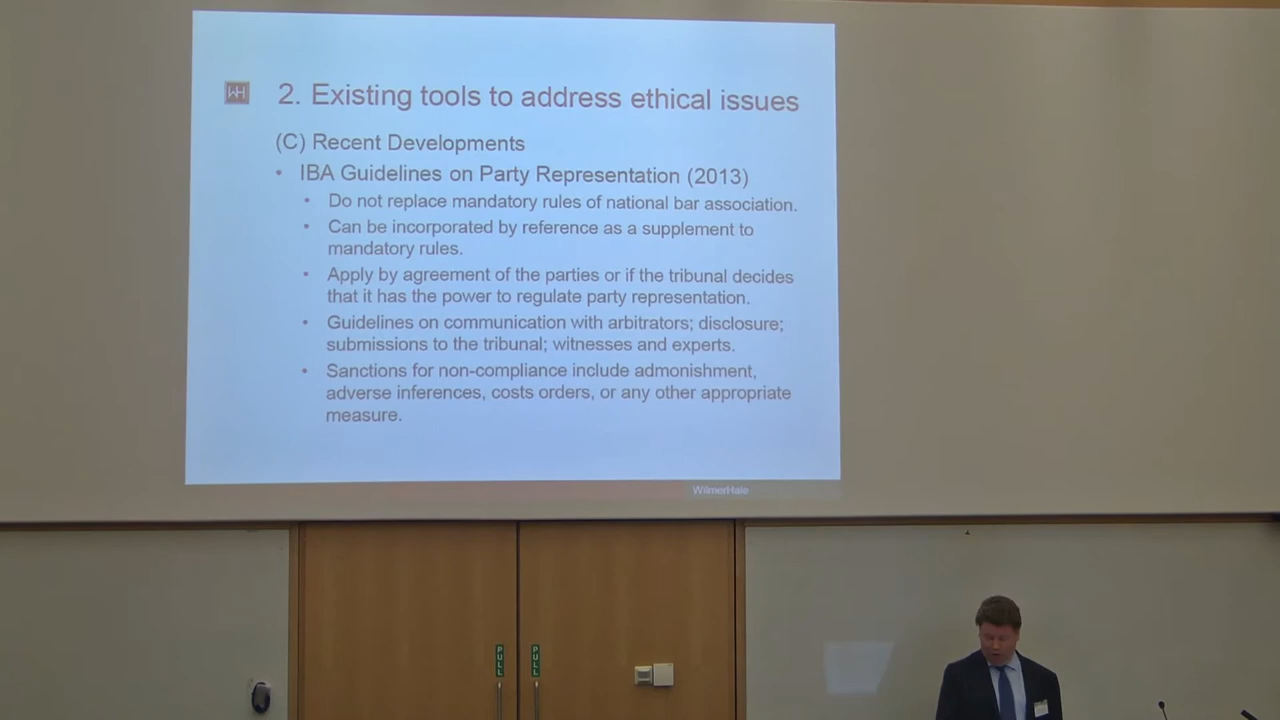 WH
2. Existing tools to address ethical issues
(C) Recent Developments
• IBA Guidelines on Party Representation (2013)
• Do not replace mandatory rules of national bar association.
• Can be incorporated by reference as a supplement to
mandatory rules.
• Apply by agreement of the parties or if the tribunal decides
that it has the power to regulate party representation.
• Guidelines on communication with arbitrators; disclosure;
submissions to the tribunal; witnesses and experts.
• Sanctions for non-compliance include admonishment,
adverse inferences, costs orders, or any other appropriate
measure.
WilmerHale
PULL
PULL